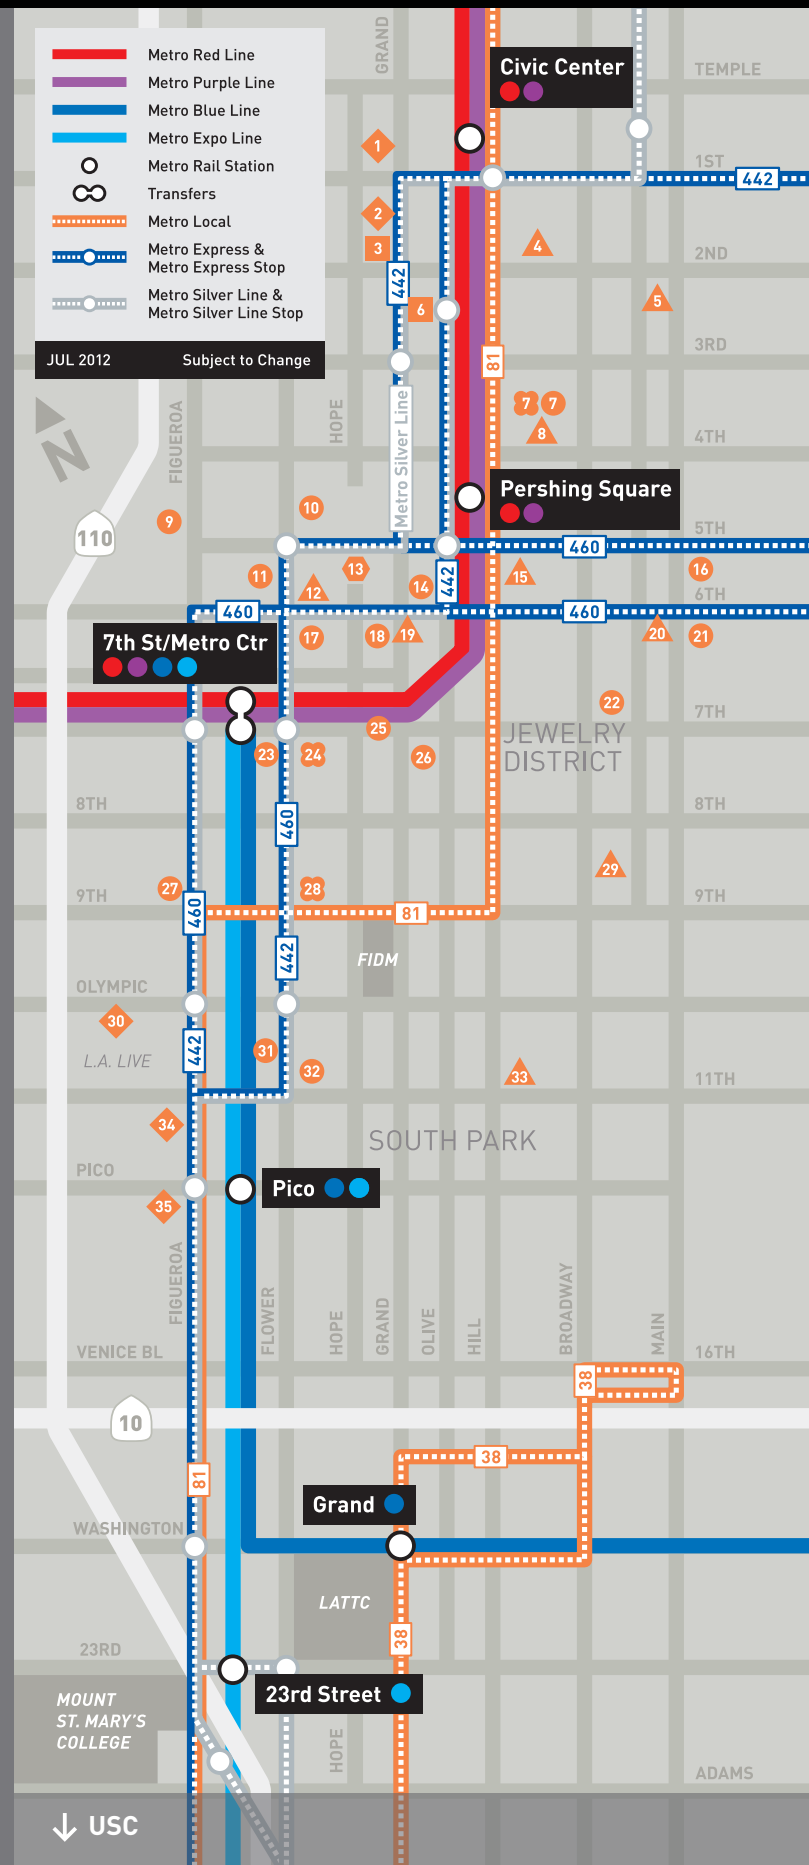 Metro Red Line
Metro Purple Line
Metro Blue Line
Metro Expo Line
Metro Rail Station
Transfers
Metro Local
Metro Express &
Metro Express Stop
Metro Silver Line &
Metro Silver Line Stop
JUL 2012 Subject to Change
GRAND
Civic Center
TEMPLE
1
1ST
442
2
3
4
2ND
442
5
6
3RD
81
Metro Silver Line
FIGUEROA
HOPE
7 7
8
4TH
N
Pershing Square
9
10
110
5TH
460
11
12
13
14
442
15
16
6TH
460
460
7th St/Metro Ctr
17
18
19
20
21
22
7TH
JEWELRY
DISTRICT
23
24
25
26
8TH
8TH
460
29
27
28
9TH
460
81
9TH
FIDM
442
OLYMPIC
30
L.A. LIVE
442
31
32
33
11TH
34
SOUTH PARK
PICO
Pico
35
FIGUEROA
FLOWER
HOPE
GRAND
OLIVE
HILL
BROADWAY
MAIN
VENICE BL
16TH
38
10
38
81
Grand
WASHINGTON
LATTC
38
23RD
23rd Street
MOUNT
ST. MARY'S
COLLEGE
HOPE
ADAMS
↓ USC